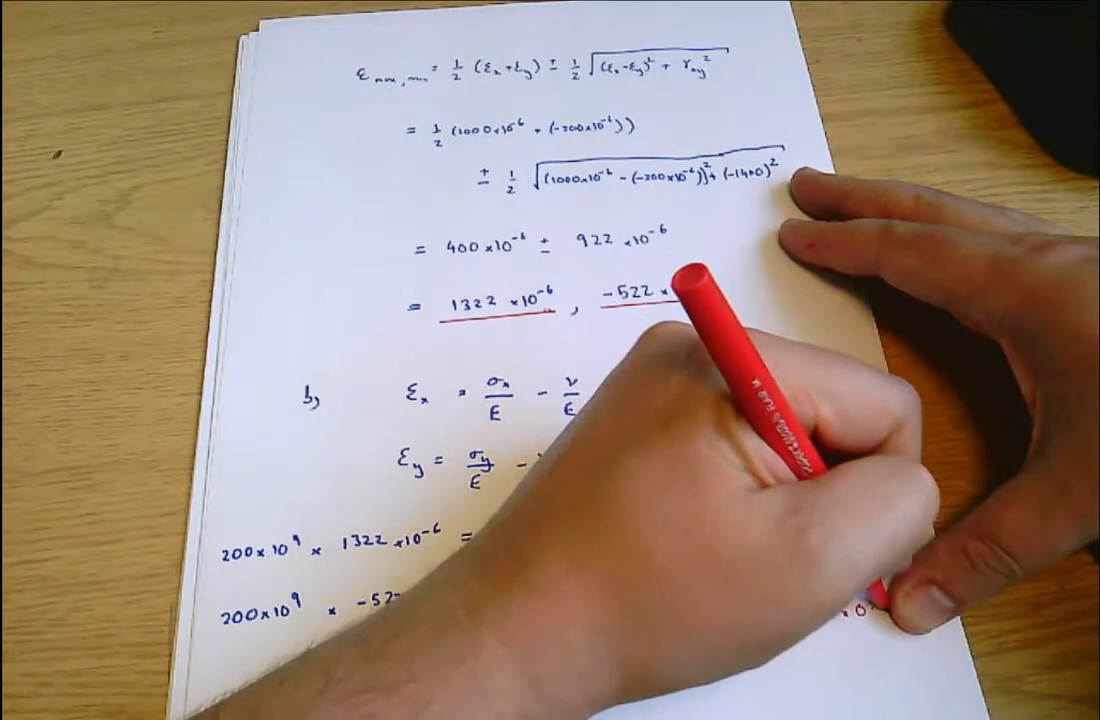 ε max, min = 1/2 (εx + εy) ± 1/2 √((εx - εy)² + γxy²)
= 1/2 (1000×10⁻⁶ + (-200×10⁻⁶))
± 1/2 √((1000×10⁻⁶ - (-200×10⁻⁶))² + (-1400)²
= 400×10⁻⁶ ± 922×10⁻⁶
= 1322×10⁻⁶ , -522×
b, εx = σx/E - ν/E
εy = σy/E -
200×10⁹ × 1322×10⁻⁶ =
200×10⁹ × -52